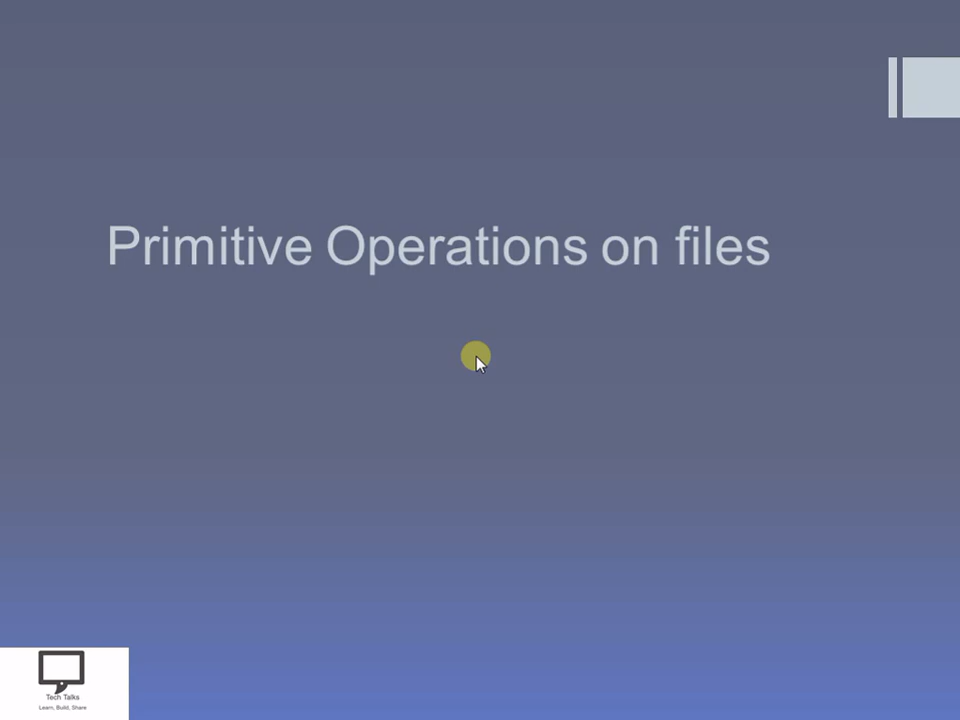 Primitive Operations on files
Tech Talks
Learn, Build, Share